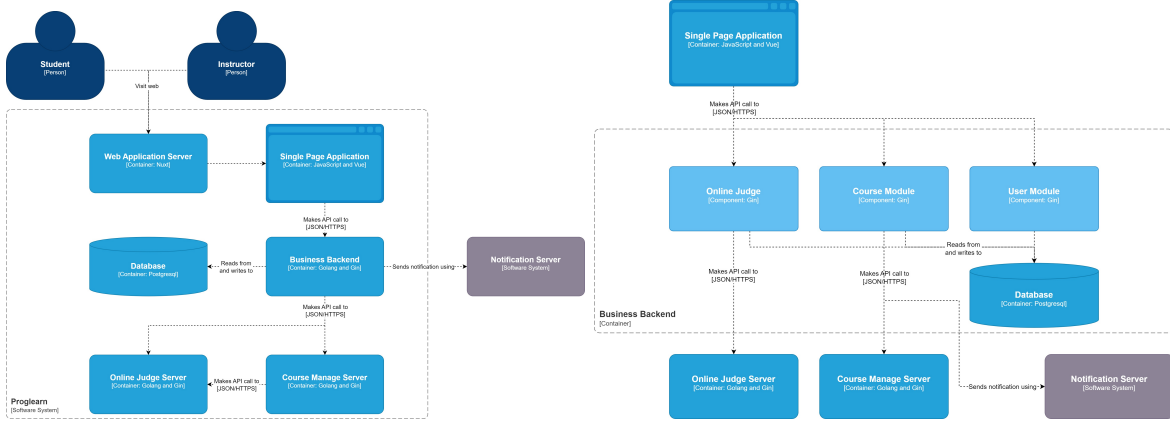 Student
[Person]
Instructor
[Person]
Visit web
Web Application Server
[Container: Nuxt]
Single Page Application
[Container: JavaScript and Vue]
Makes API call to
[JSON/HTTPS]
Database
[Container: Postgresql]
Reads from
and writes to
Business Backend
[Container: Golang and Gin]
Sends notification using
Notification Server
[Software System]
Makes API call to
[JSON/HTTPS]
Online Judge Server
[Container: Golang and Gin]
Makes API call to
[JSON/HTTPS]
Course Manage Server
[Container: Golang and Gin]
Proglearn
[Software System]
Single Page Application
[Container: JavaScript and Vue]
Makes API call to
[JSON/HTTPS]
Online Judge
[Component: Gin]
Course Module
[Component: Gin]
User Module
[Component: Gin]
Reads from
and writes to
Makes API call to
[JSON/HTTPS]
Makes API call to
[JSON/HTTPS]
Database
[Container: Postgresql]
Business Backend
[Container]
Online Judge Server
[Container: Golang and Gin]
Course Manage Server
[Container: Golang and Gin]
Sends notification using
Notification Server
[Software System]